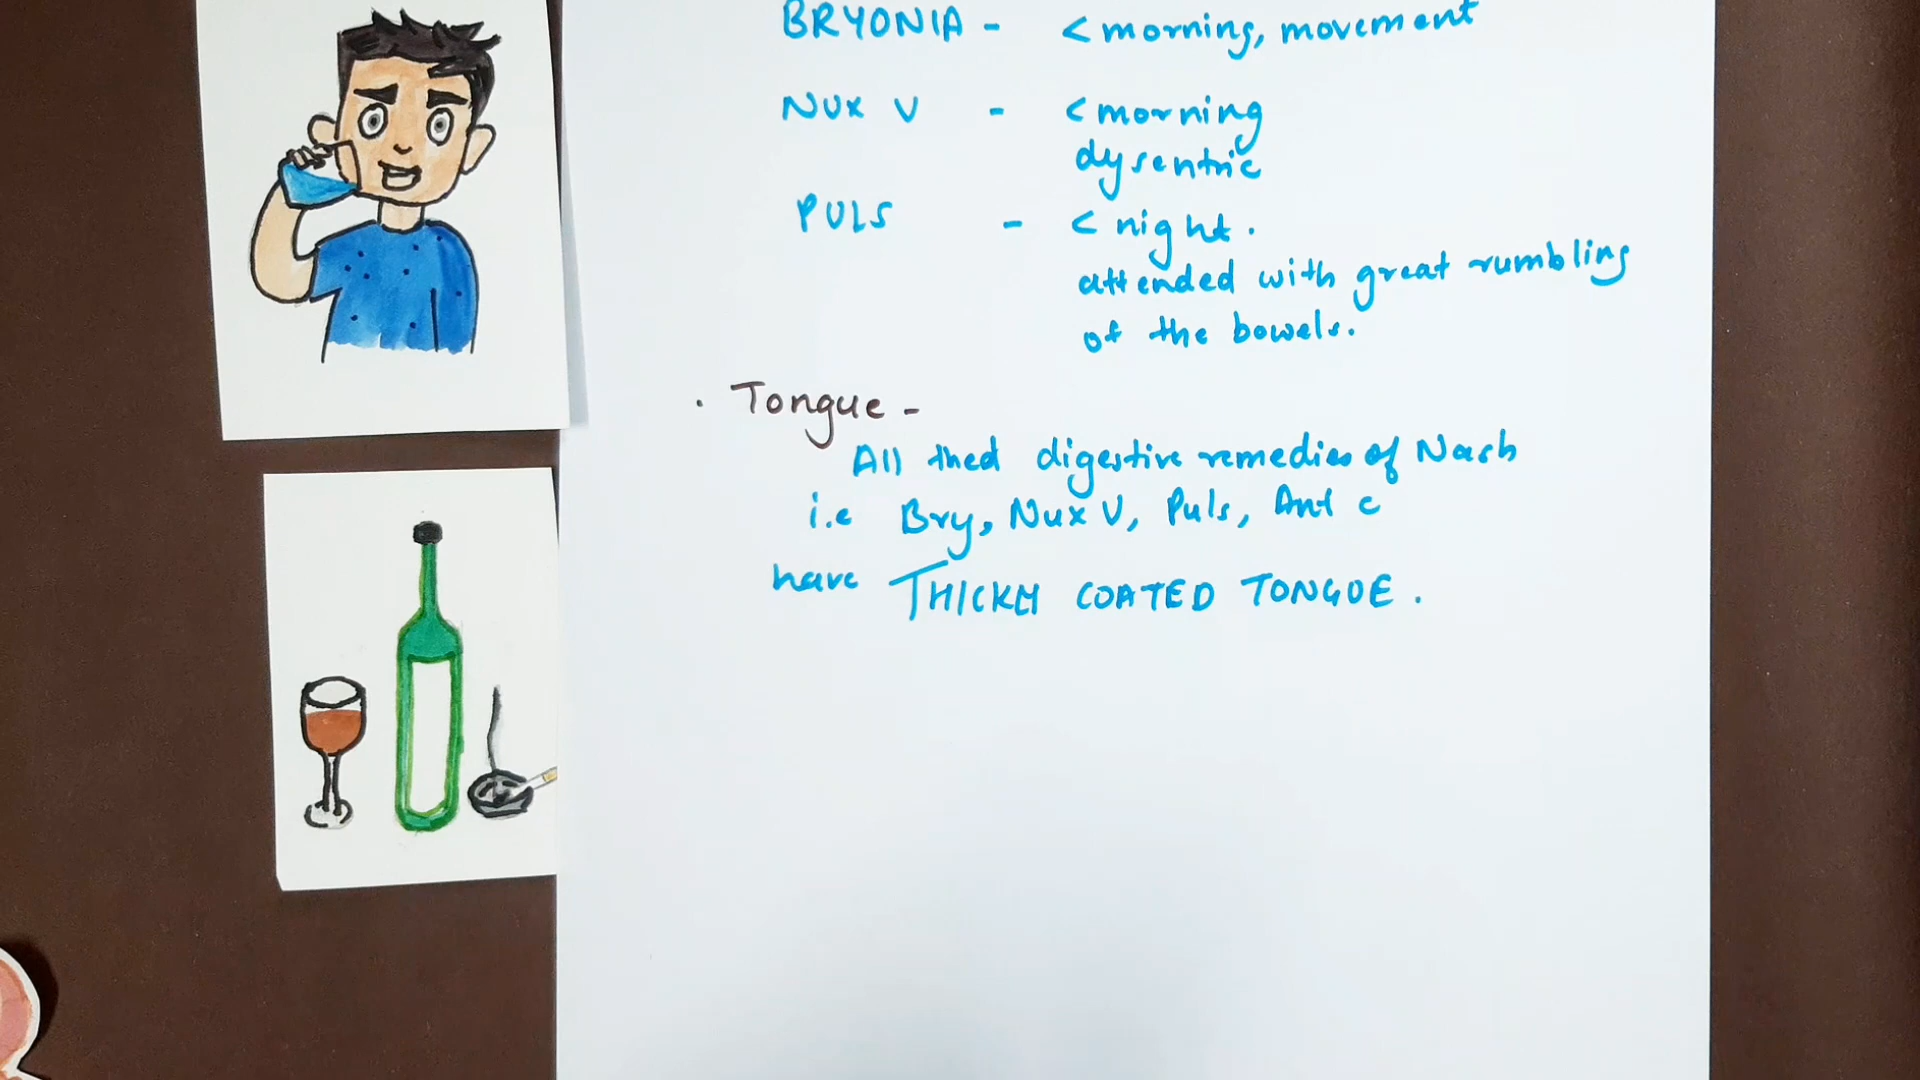 BRYONIA - < morning, movement
NUX V - < morning
dysentric
PULS - < night.
attended with great rumbling
of the bowels.
· Tongue -
All thed digestive remedies of Nash
i.e Bry, Nux V, Puls, Ant c
have THICKLY COATED TONGUE.